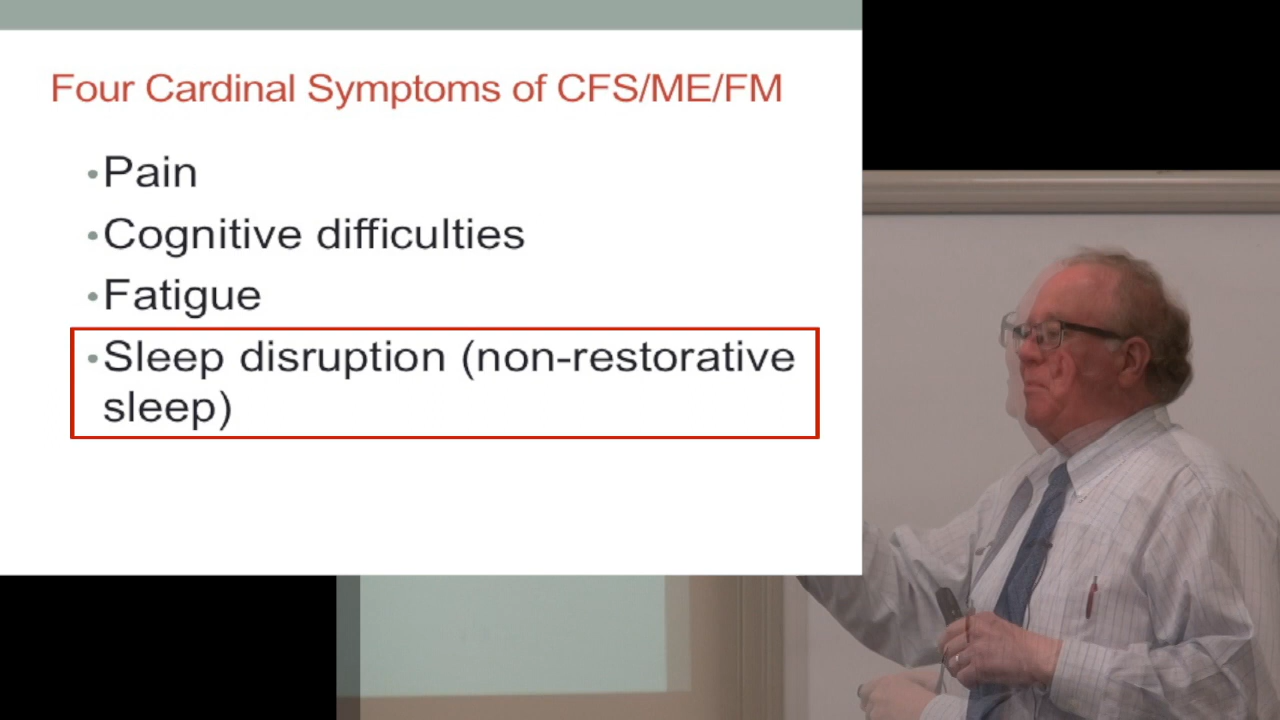 Four Cardinal Symptoms of CFS/ME/FM
•Pain
•Cognitive difficulties
•Fatigue
•Sleep disruption (non-restorative
sleep)